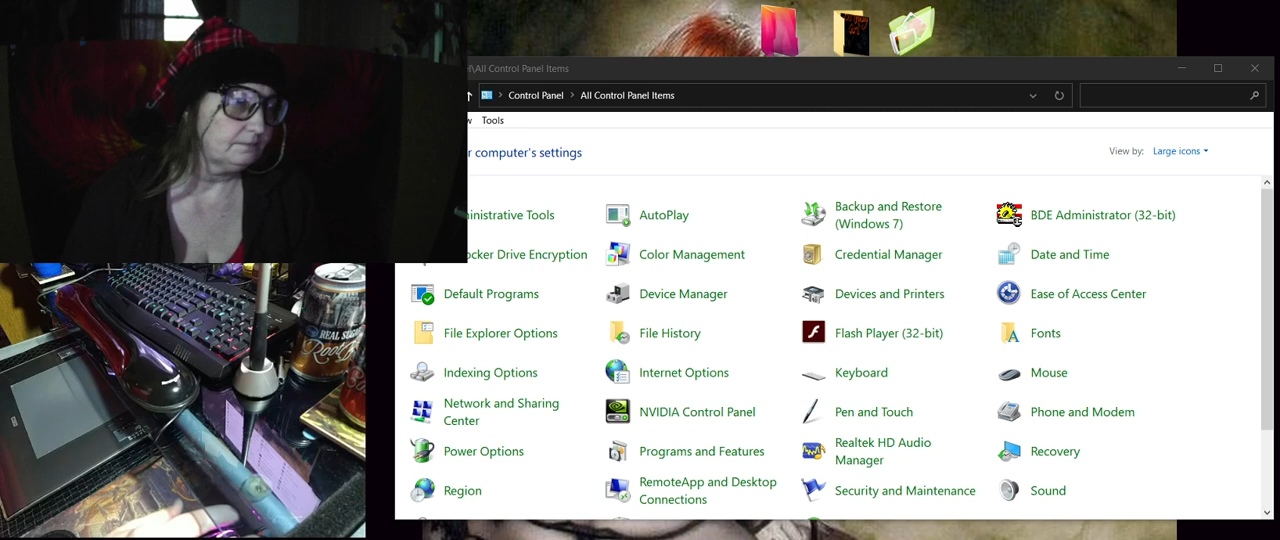 l\All Control Panel Items
Control Panel > All Control Panel Items
w Tools
r computer's settings
View by: Large icons
ministrative Tools
AutoPlay
Backup and Restore
(Windows 7)
BDE Administrator (32-bit)
ocker Drive Encryption
Color Management
Credential Manager
Date and Time
Default Programs
Device Manager
Devices and Printers
Ease of Access Center
File Explorer Options
File History
Flash Player (32-bit)
Fonts
Indexing Options
Internet Options
Keyboard
Mouse
Network and Sharing
Center
NVIDIA Control Panel
Pen and Touch
Phone and Modem
Power Options
Programs and Features
Realtek HD Audio
Manager
Recovery
Region
RemoteApp and Desktop
Connections
Security and Maintenance
Sound
REAL SUGAR
Root